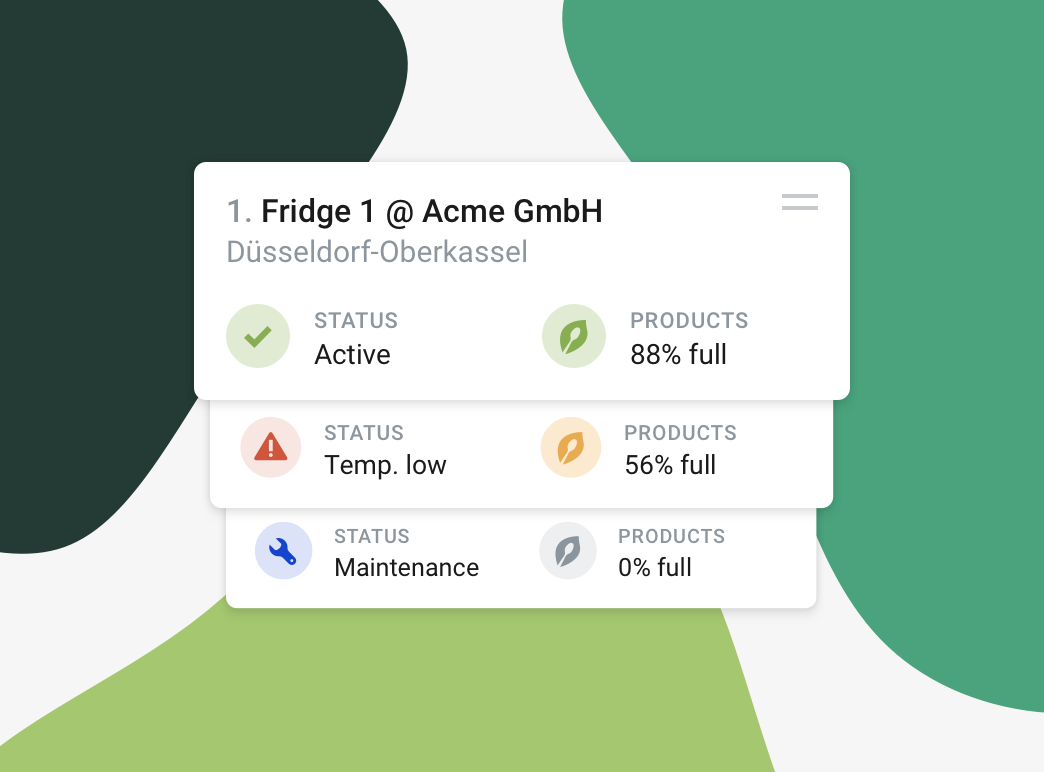 1. Fridge 1 @ Acme GmbH
Düsseldorf-Oberkassel
STATUS
Active
PRODUCTS
88% full
STATUS
Temp. low
PRODUCTS
56% full
STATUS
Maintenance
PRODUCTS
0% full